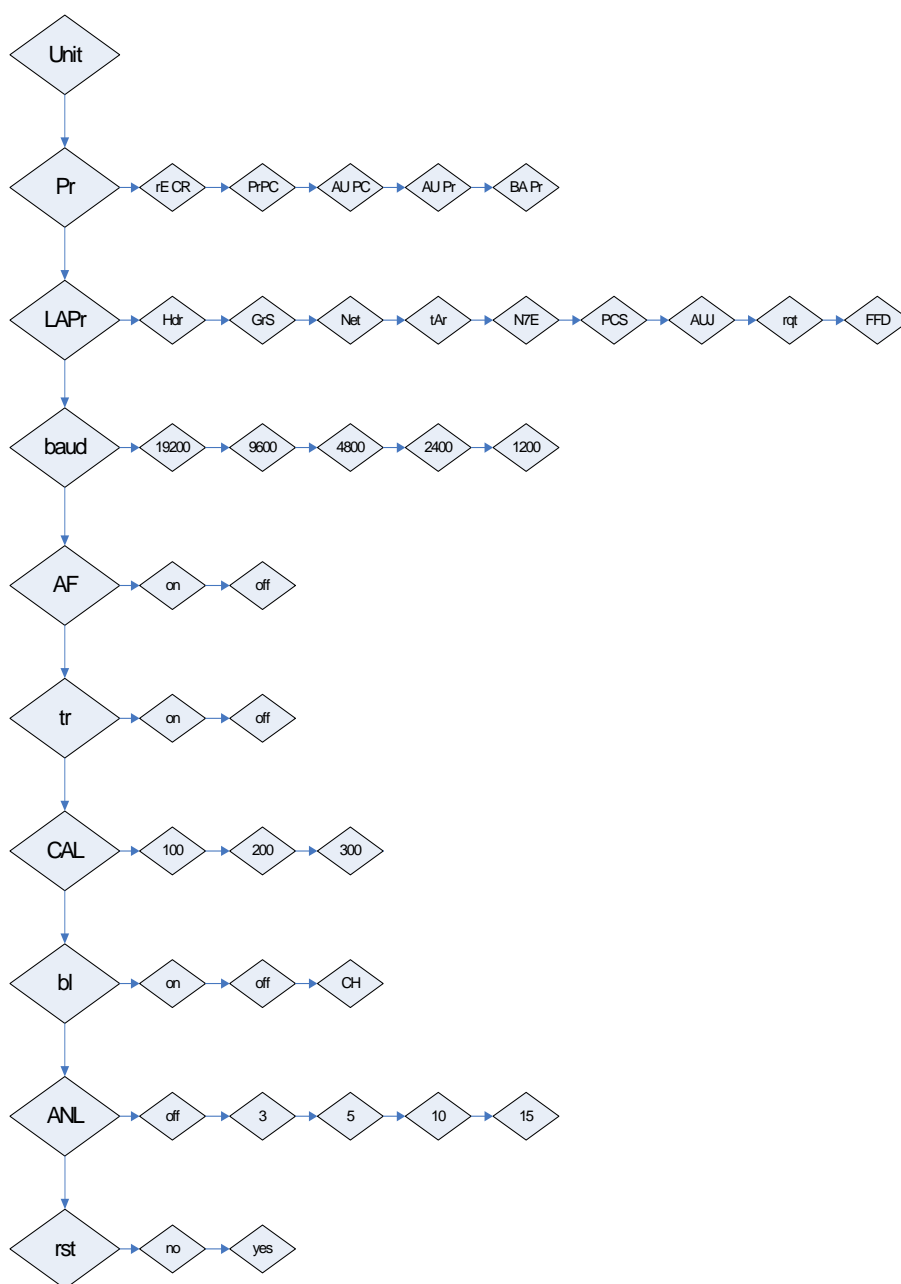 Unit
Pr rE CR PrPC AU PC AU Pr BA Pr
LAPr Hdr GrS Net tAr N7E PCS AUJ rqt FFD
baud 19200 9600 4800 2400 1200
AF on off
tr on off
CAL 100 200 300
bl on off CH
ANL off 3 5 10 15
rst no yes